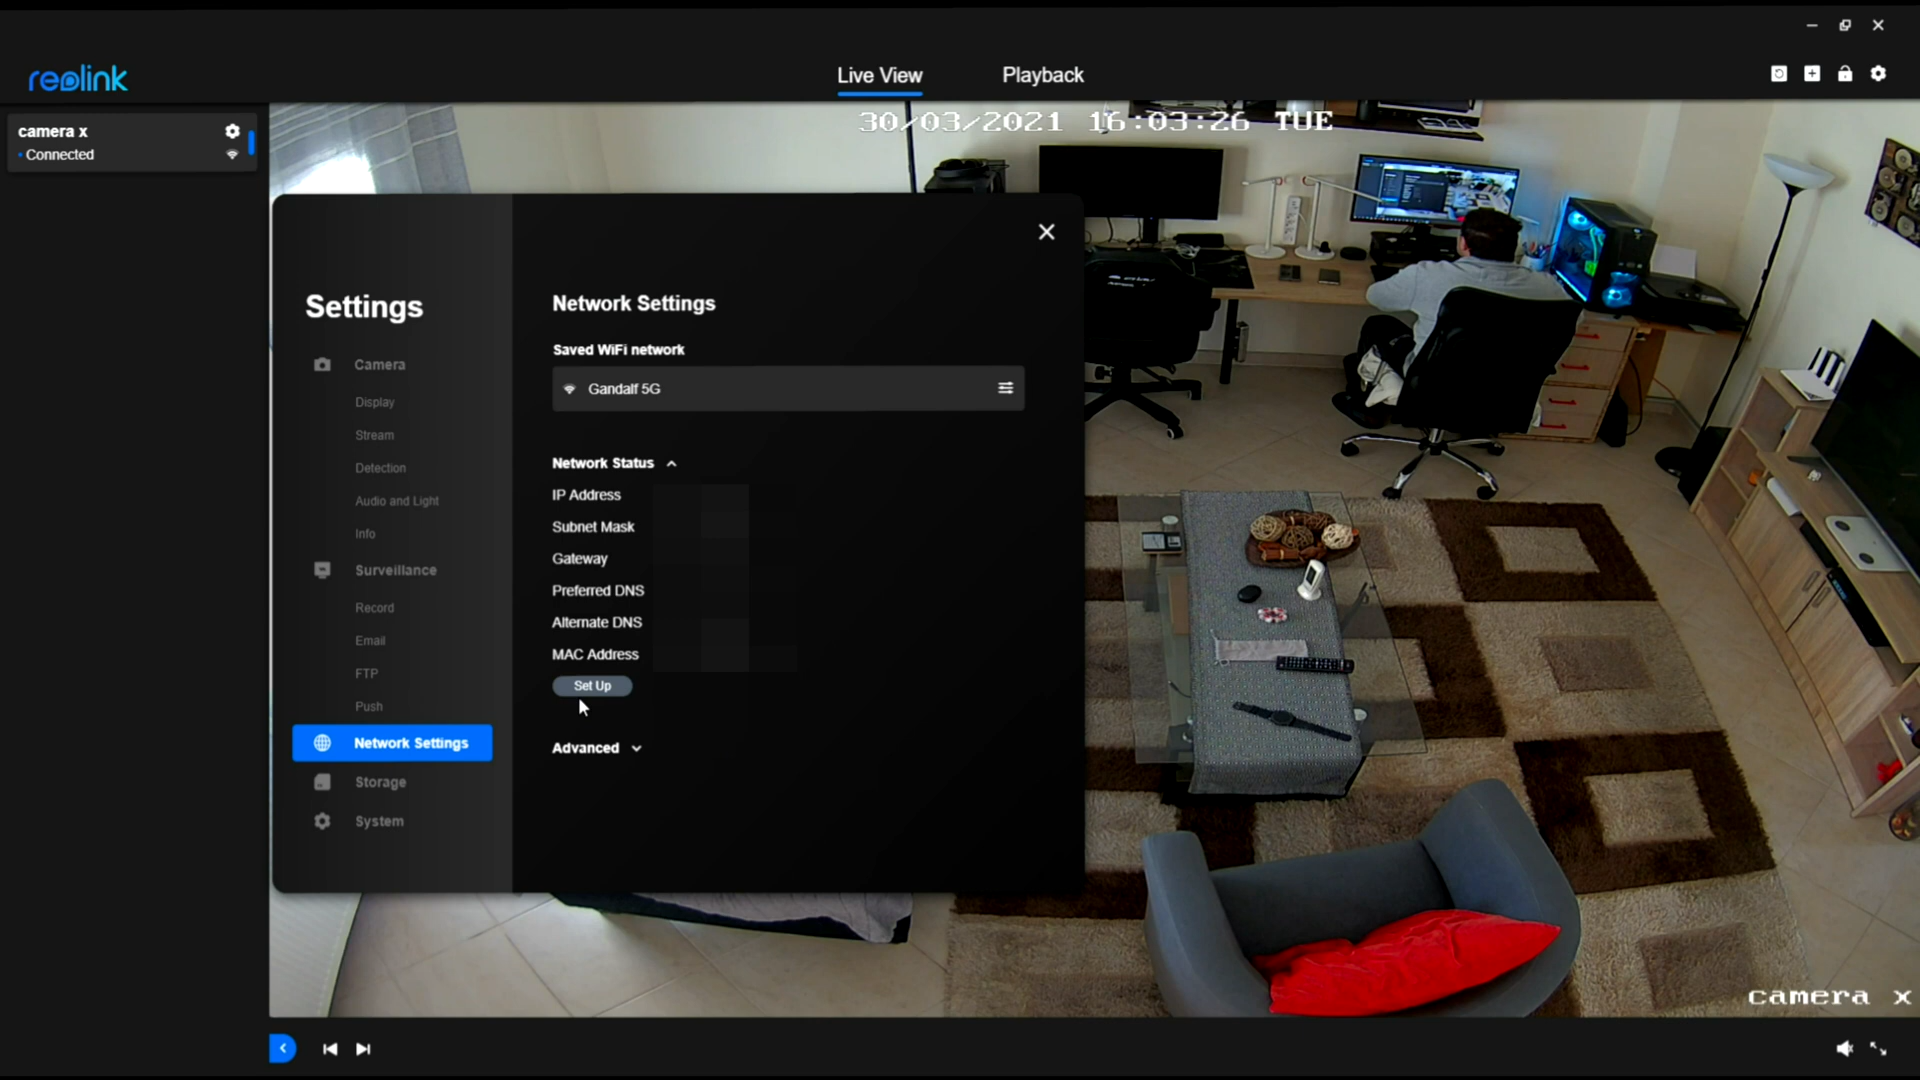 reolink
Live View
Playback
camera x
Connected
30/03/2021 16:03:26 TUE
Settings
Camera
Display
Stream
Detection
Audio and Light
Info
Surveillance
Record
Email
FTP
Push
Network Settings
Storage
System
Network Settings
Saved WiFi network
Gandalf 5G
Network Status
IP Address
Subnet Mask
Gateway
Preferred DNS
Alternate DNS
MAC Address
Set Up
Advanced
camera x